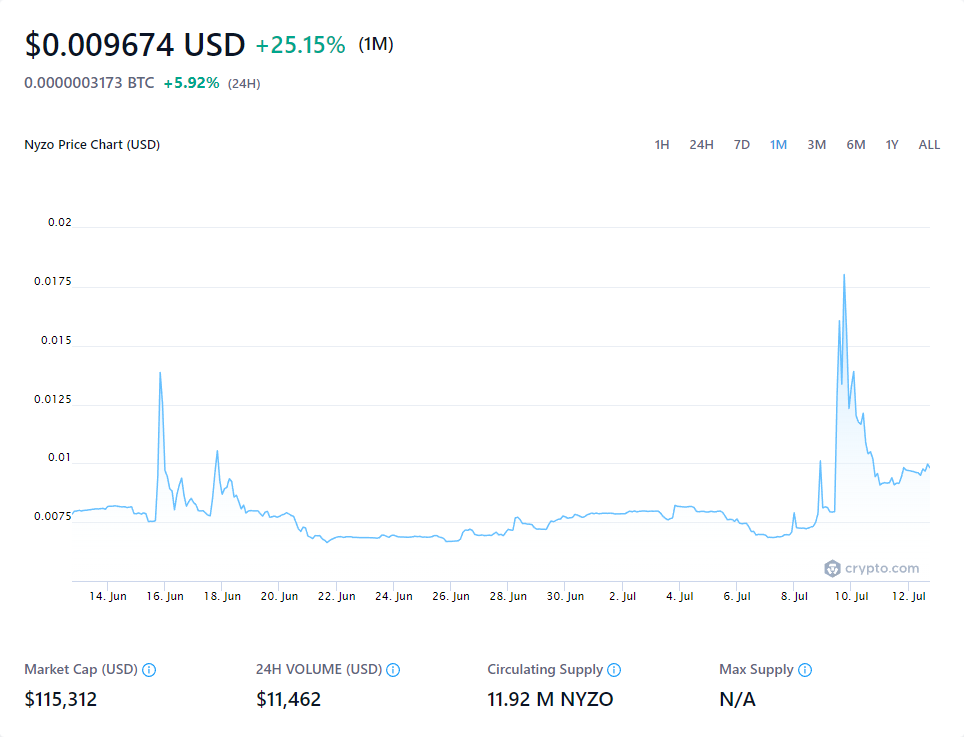 $0.009674 USD +25.15% (1M)
0.0000003173 BTC +5.92% (24H)
Nyzo Price Chart (USD) 1H 24H 7D 1M 3M 6M 1Y ALL
0.02
0.0175
0.015
0.0125
0.01
0.0075
crypto.com
14. Jun 16. Jun 18. Jun 20. Jun 22. Jun 24. Jun 26. Jun 28. Jun 30. Jun 2. Jul 4. Jul 6. Jul 8. Jul 10. Jul 12. Jul
Market Cap (USD) 24H VOLUME (USD) Circulating Supply Max Supply
$115,312 $11,462 11.92 M NYZO N/A